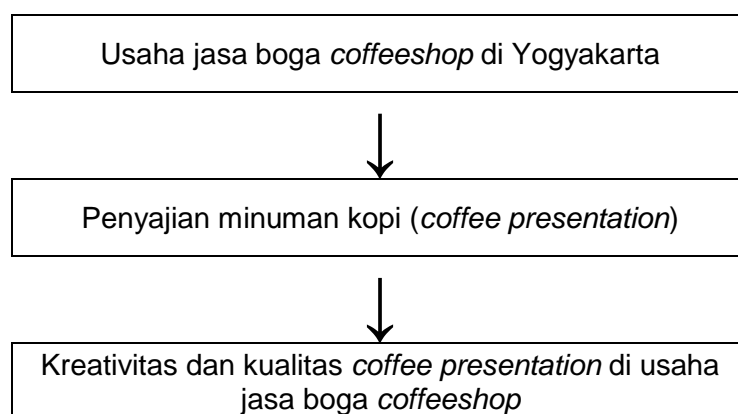 Usaha jasa boga coffeeshop di Yogyakarta
Penyajian minuman kopi (coffee presentation)
Kreativitas dan kualitas coffee presentation di usaha
jasa boga coffeeshop